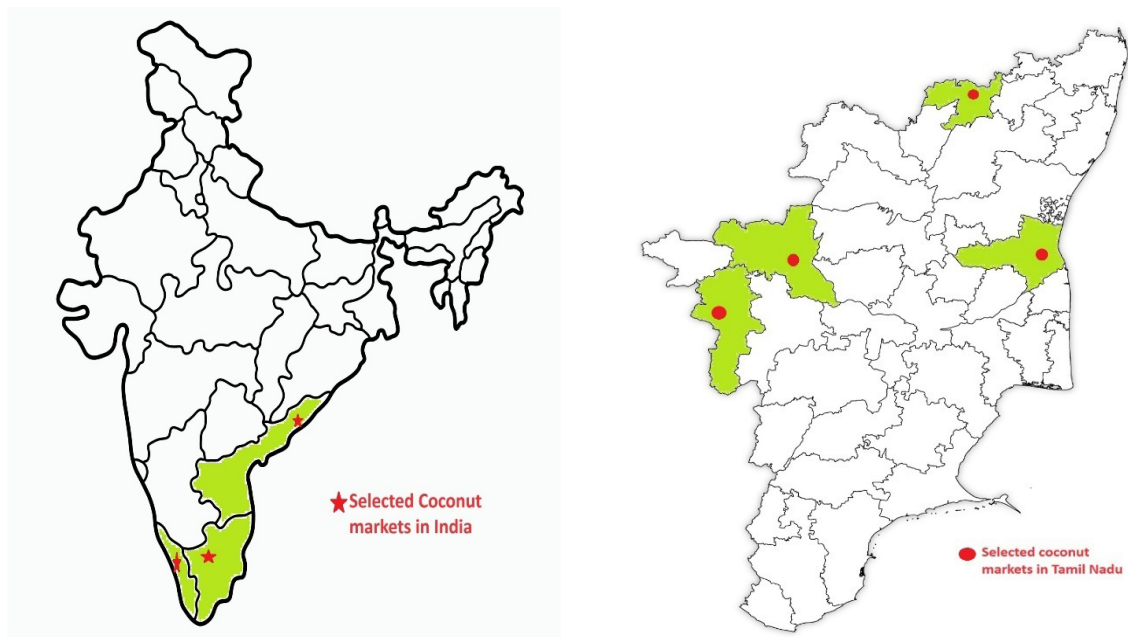 Selected Coconut
markets in India
Selected coconut
markets in Tamil Nadu